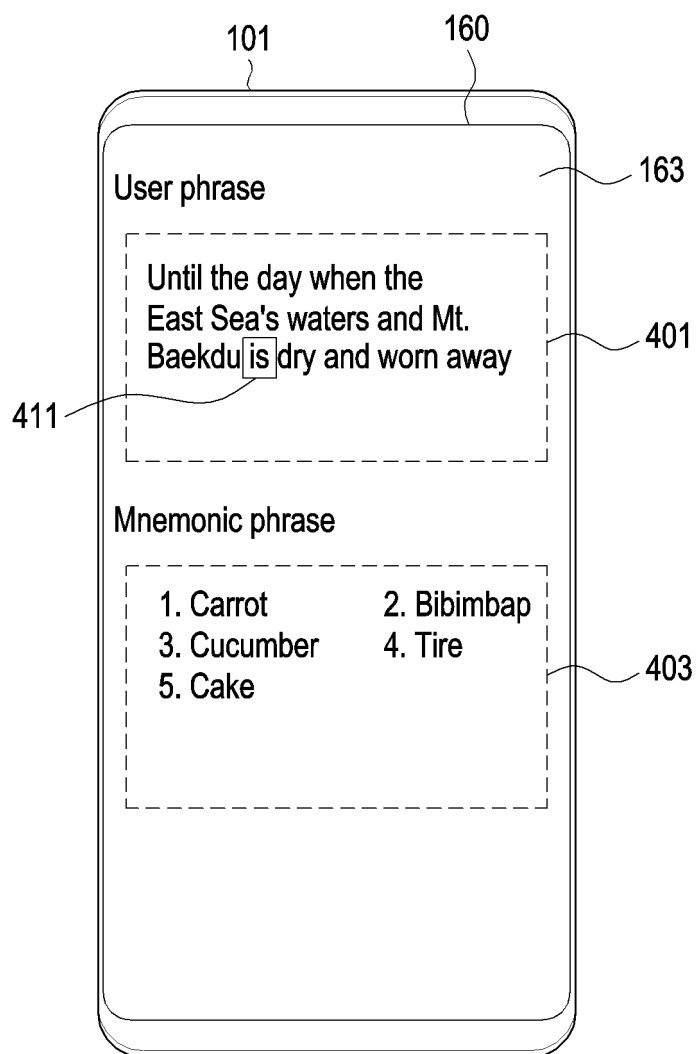 101
160
163
User phrase
Until the day when the
East Sea's waters and Mt.
Baekdu is dry and worn away
401
411
Mnemonic phrase
1. Carrot 2. Bibimbap
3. Cucumber 4. Tire
5. Cake
403